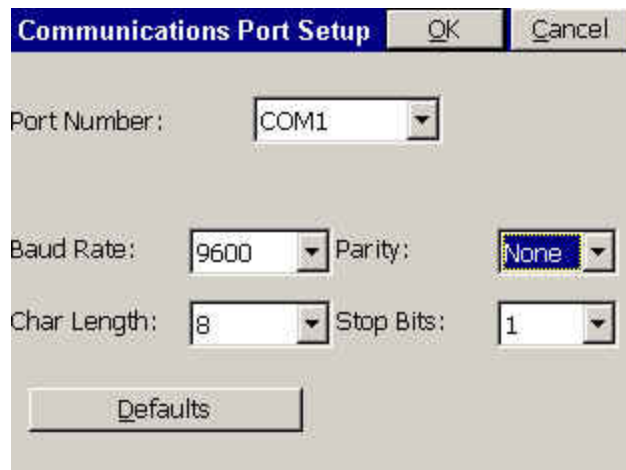 Communications Port Setup OK Cancel
Port Number: COM1
Baud Rate: 9600 Parity: None
Char Length: 8 Stop Bits: 1
Defaults